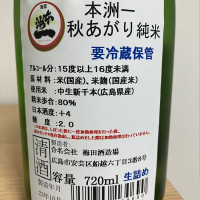 本洲一
秋あがり純米
要冷蔵保管
アルコール分:15度以上16度未満
原材料:米(国産)、米麹(国産米)
使用米:中生新千本(広島県産)
精米歩合:80%
日本酒度:+4
酸度:2.0
清酒
製造者
合名会社 梅田酒造場
広島市安芸区船越六丁目3番8号
720ml
生詰め
製造年月